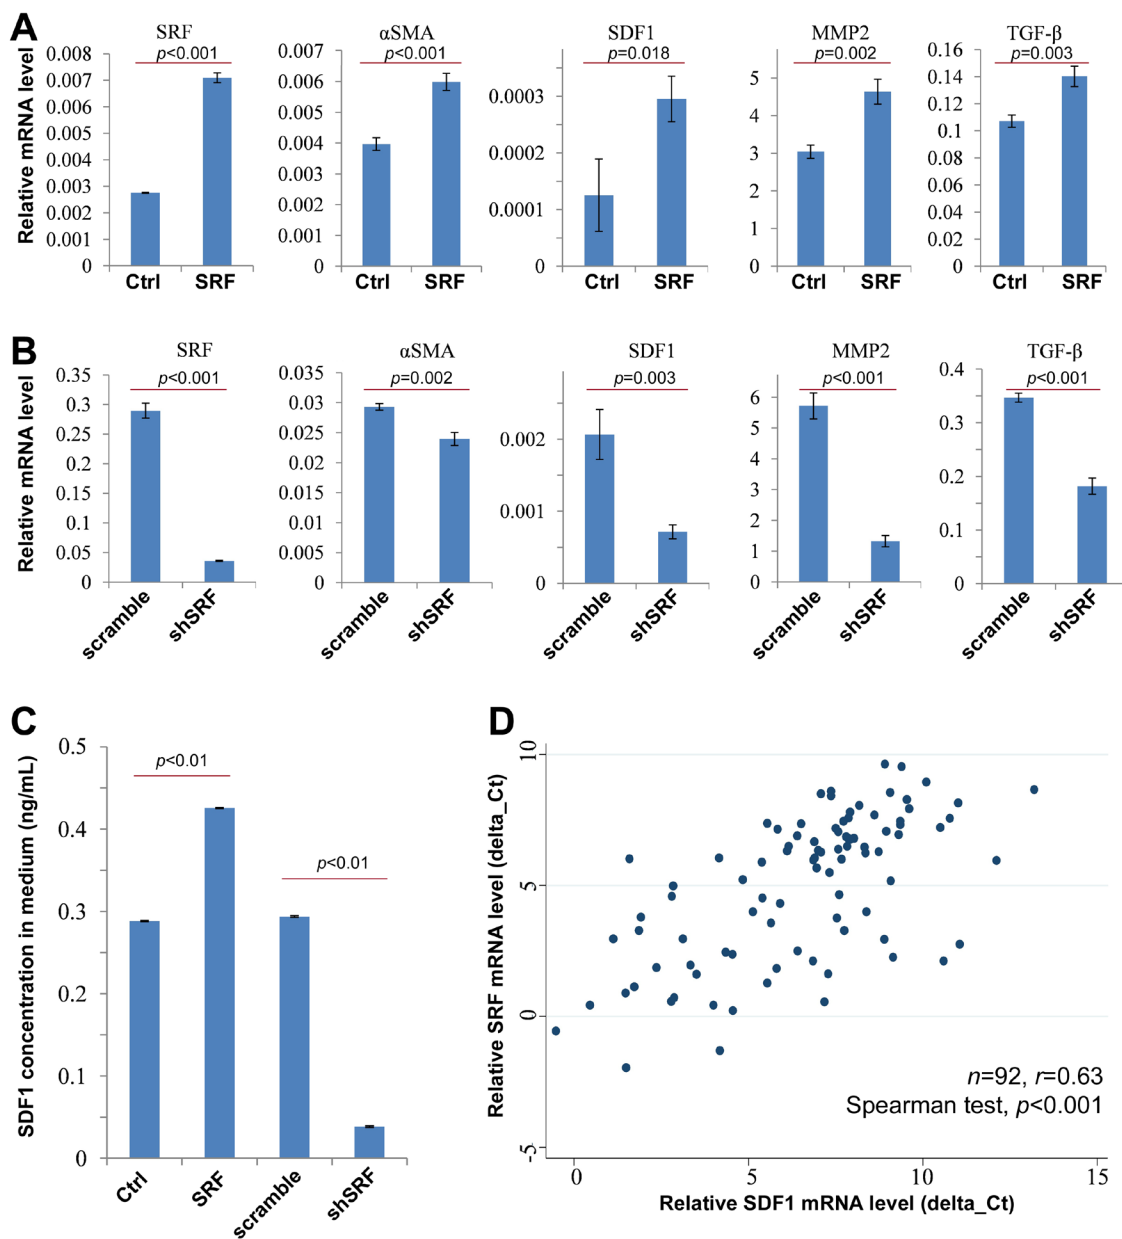 A
SRF
αSMA
SDF1
MMP2
TGF-β
p<0.001
p<0.001
p=0.018
p=0.002
p=0.003
Relative mRNA level
0.008
0.007
0.006
0.005
0.004
0.003
0.002
0.001
0
Ctrl
SRF
0.007
0.006
0.005
0.004
0.003
0.002
0.001
0
Ctrl
SRF
0.0003
0.0002
0.0001
0
Ctrl
SRF
5
4
3
2
1
0
Ctrl
SRF
0.16
0.14
0.12
0.1
0.08
0.06
0.04
0.02
0
Ctrl
SRF
B
SRF
αSMA
SDF1
MMP2
TGF-β
p<0.001
p=0.002
p=0.003
p<0.001
p<0.001
Relative mRNA level
0.35
0.3
0.25
0.2
0.15
0.1
0.05
0
scramble
shSRF
0.035
0.03
0.025
0.02
0.015
0.01
0.005
0
scramble
shSRF
0.002
0.001
0
scramble
shSRF
6
5
4
3
2
1
0
scramble
shSRF
0.4
0.3
0.2
0.1
0
scramble
shSRF
C
SDF1 concentration in medium (ng/mL)
0.5
0.4
0.3
0.2
0.1
0
p<0.01
p<0.01
Ctrl
SRF
scramble
shSRF
D
Relative SRF mRNA level (delta_Ct)
10
5
0
-5
n=92, r=0.63
Spearman test, p<0.001
0
5
10
15
Relative SDF1 mRNA level (delta_Ct)